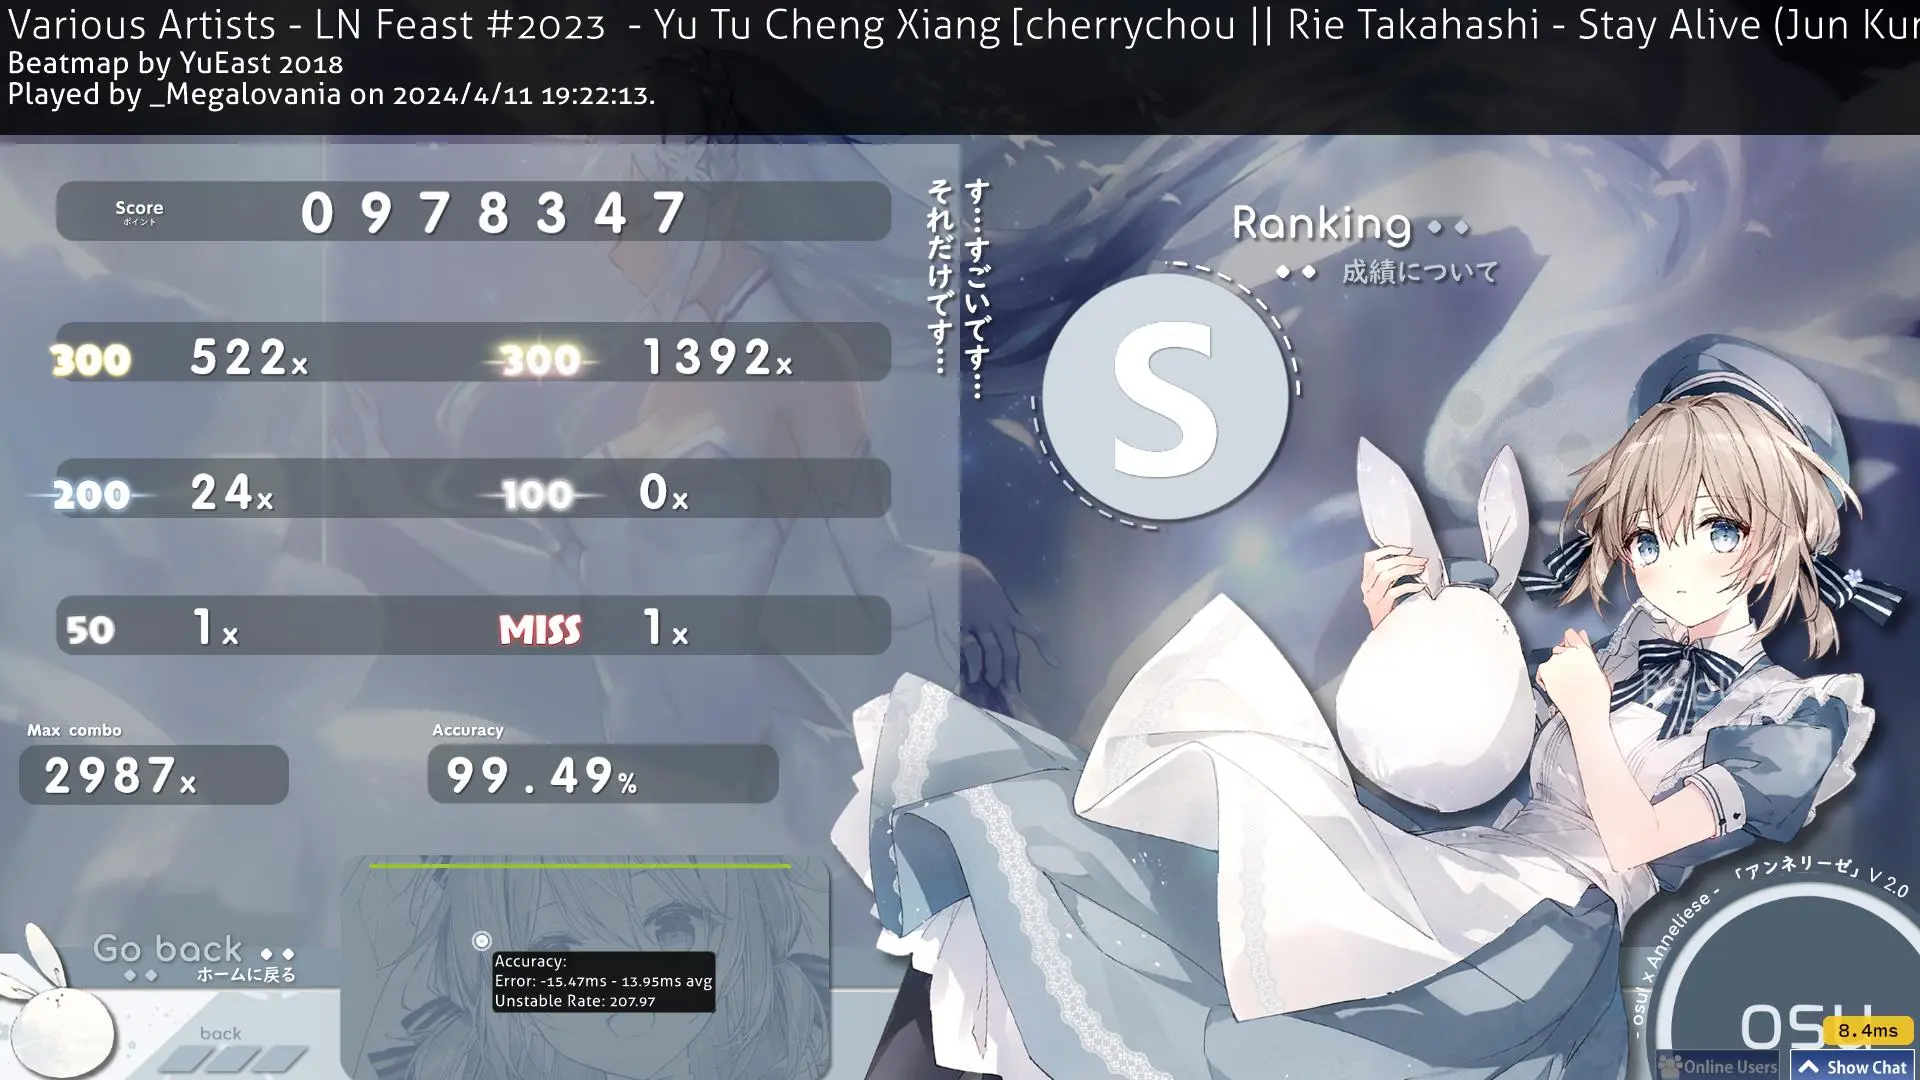 Various Artists - LN Feast #2023 - Yu Tu Cheng Xiang [cherrychou || Rie Takahashi - Stay Alive (Jun Kur
Beatmap by YuEast 2018
Played by _Megalovania on 2024/4/11 19:22:13.
Score
ポイント
0978347
す…すごいです…
それだけです…
Ranking
成績について
S
300 522x 300 1392x
200 24x 100 0x
50 1x MISS 1x
Max combo
2987x
Accuracy
99.49%
Replay
Go back
ホームに戻る
back
Accuracy:
Error: -15.47ms - 13.95ms avg
Unstable Rate: 207.97
- osu! x Anneliese - 「アンネリーゼ」 V 2.0
osu
8.4ms
Online Users
Show Chat